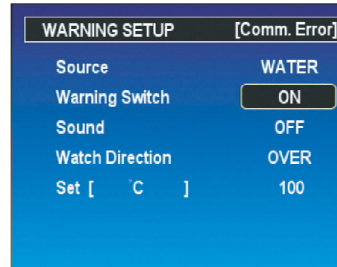 WARNING SETUP [Comm. Error]
Source WATER
Warning Switch ON
Sound OFF
Watch Direction OVER
Set [ °C ] 100